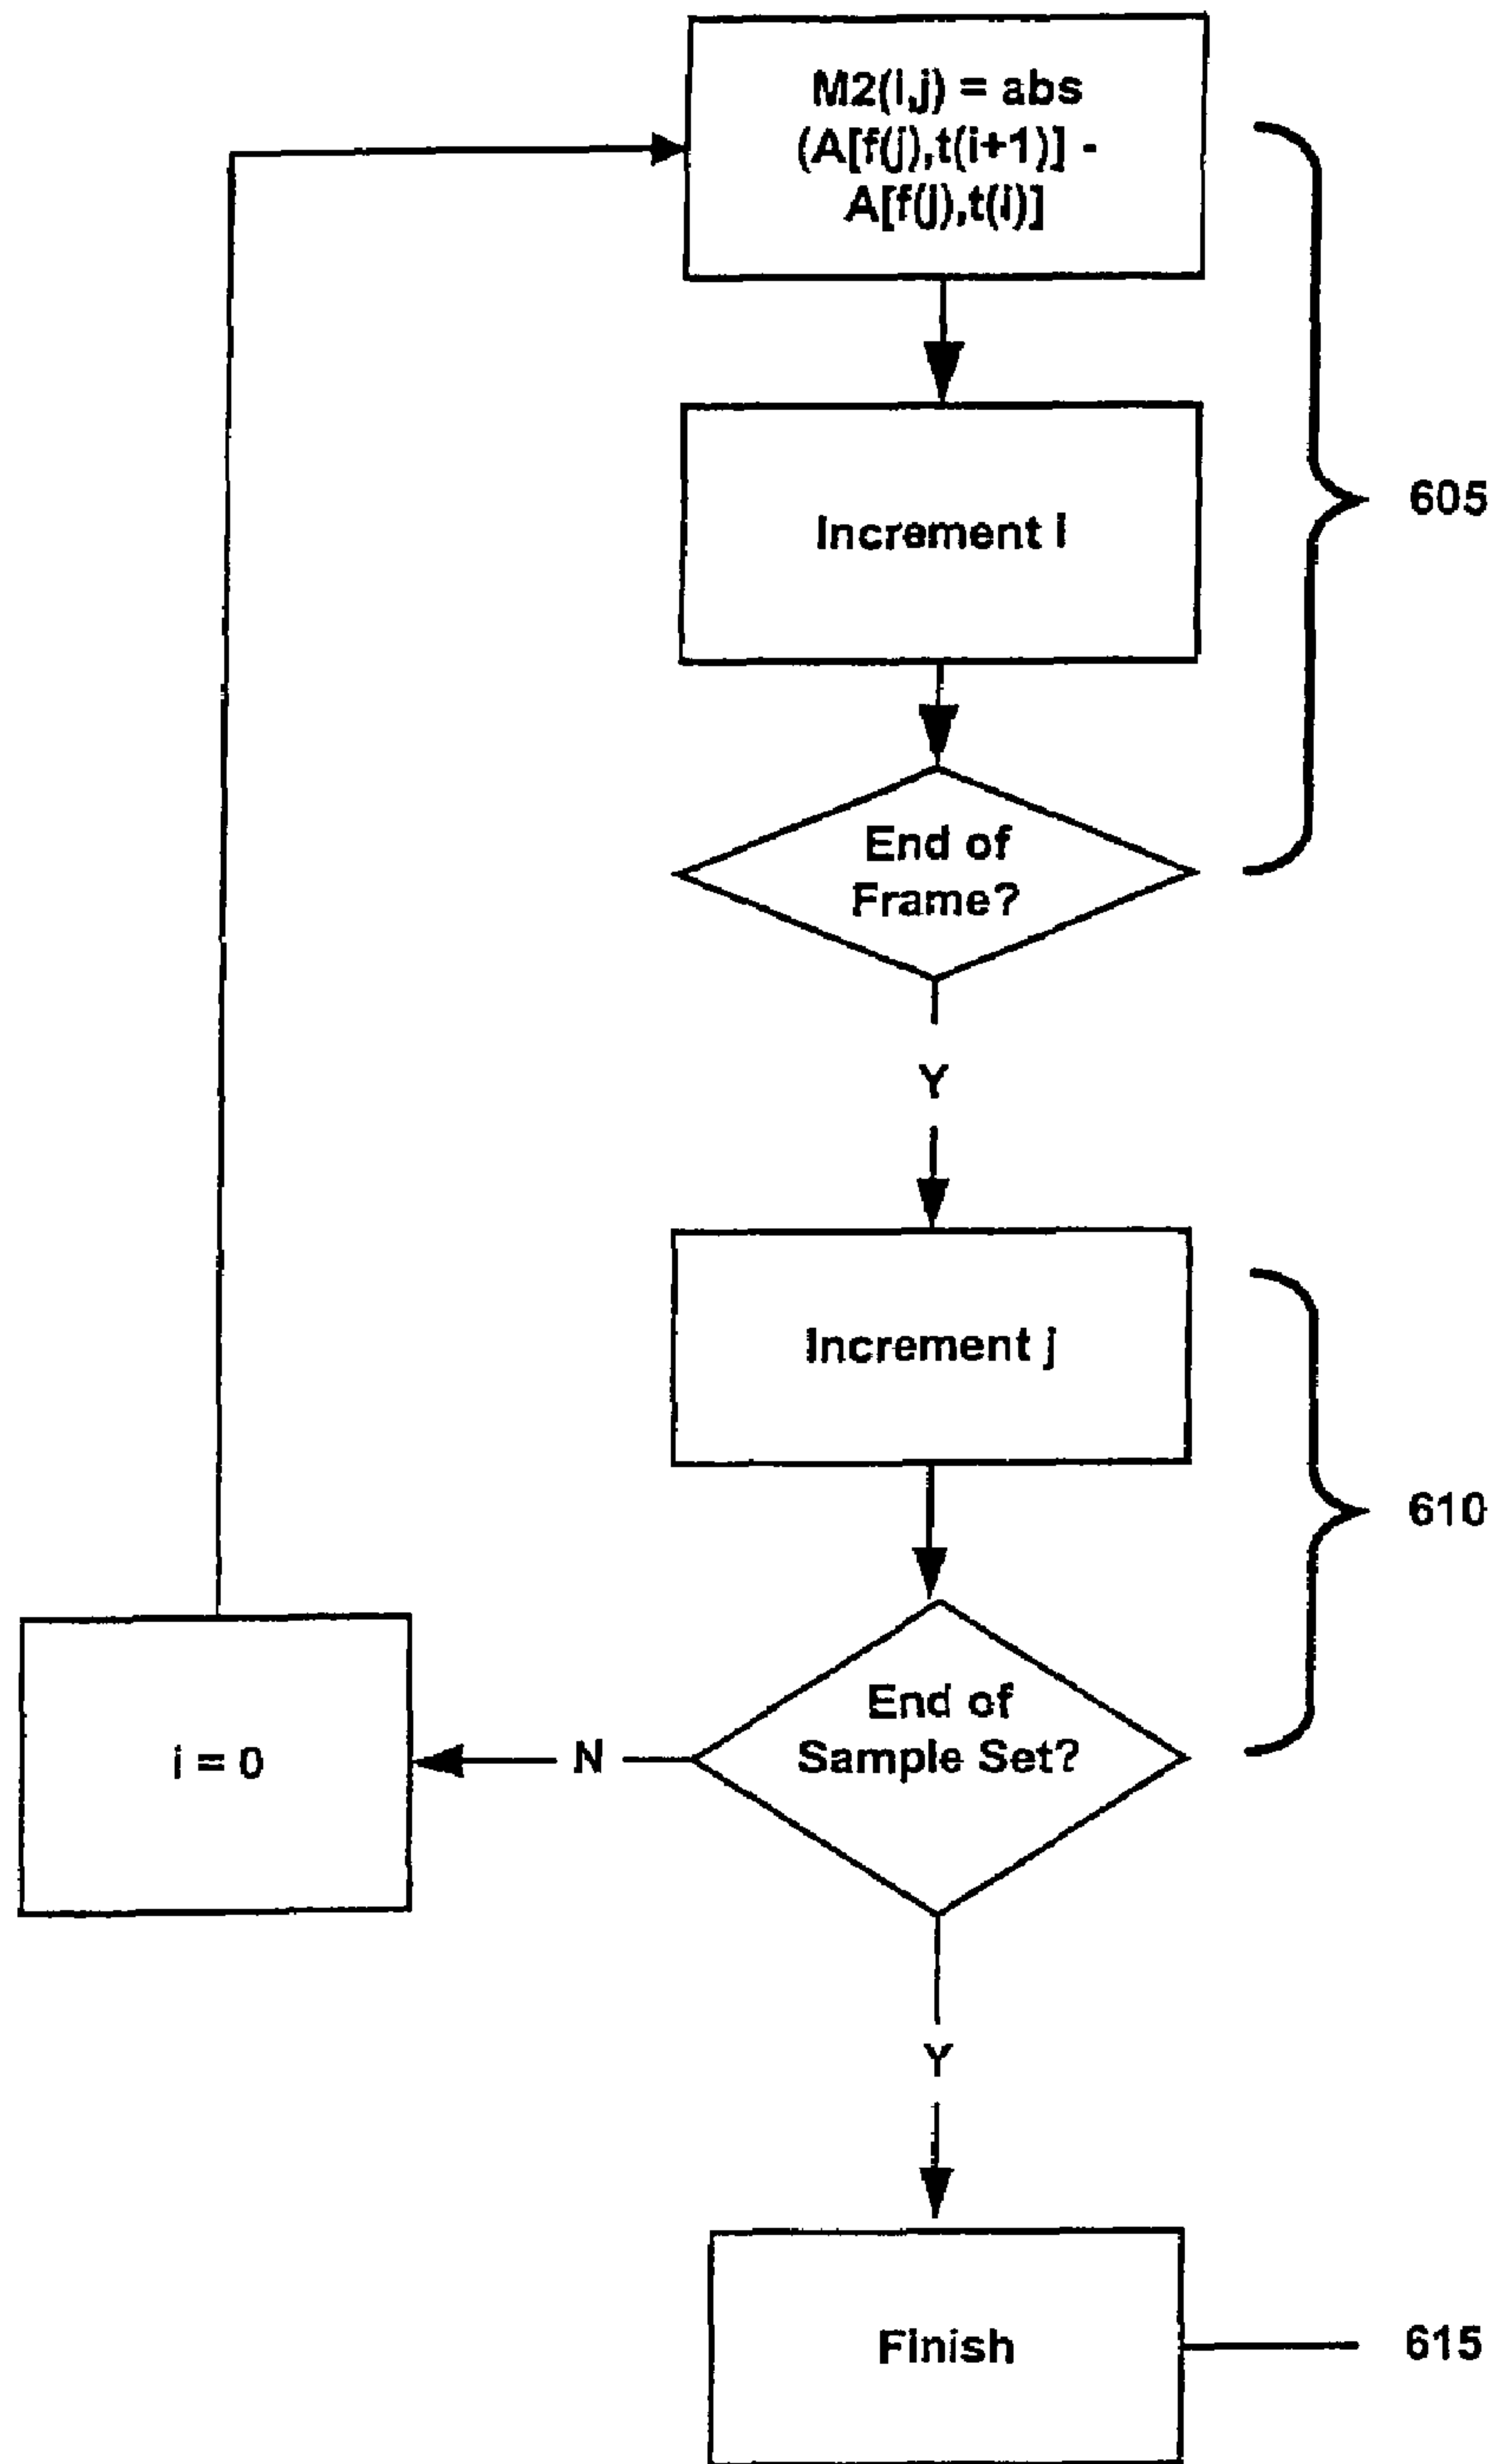 M2(i,j) = abs
(A[f(j),t(i+1)] -
A[f(j),t(i)]
Increment i
605
End of
Frame?
Y
Increment j
610
End of
Sample Set?
N
i = 0
Y
Finish
615